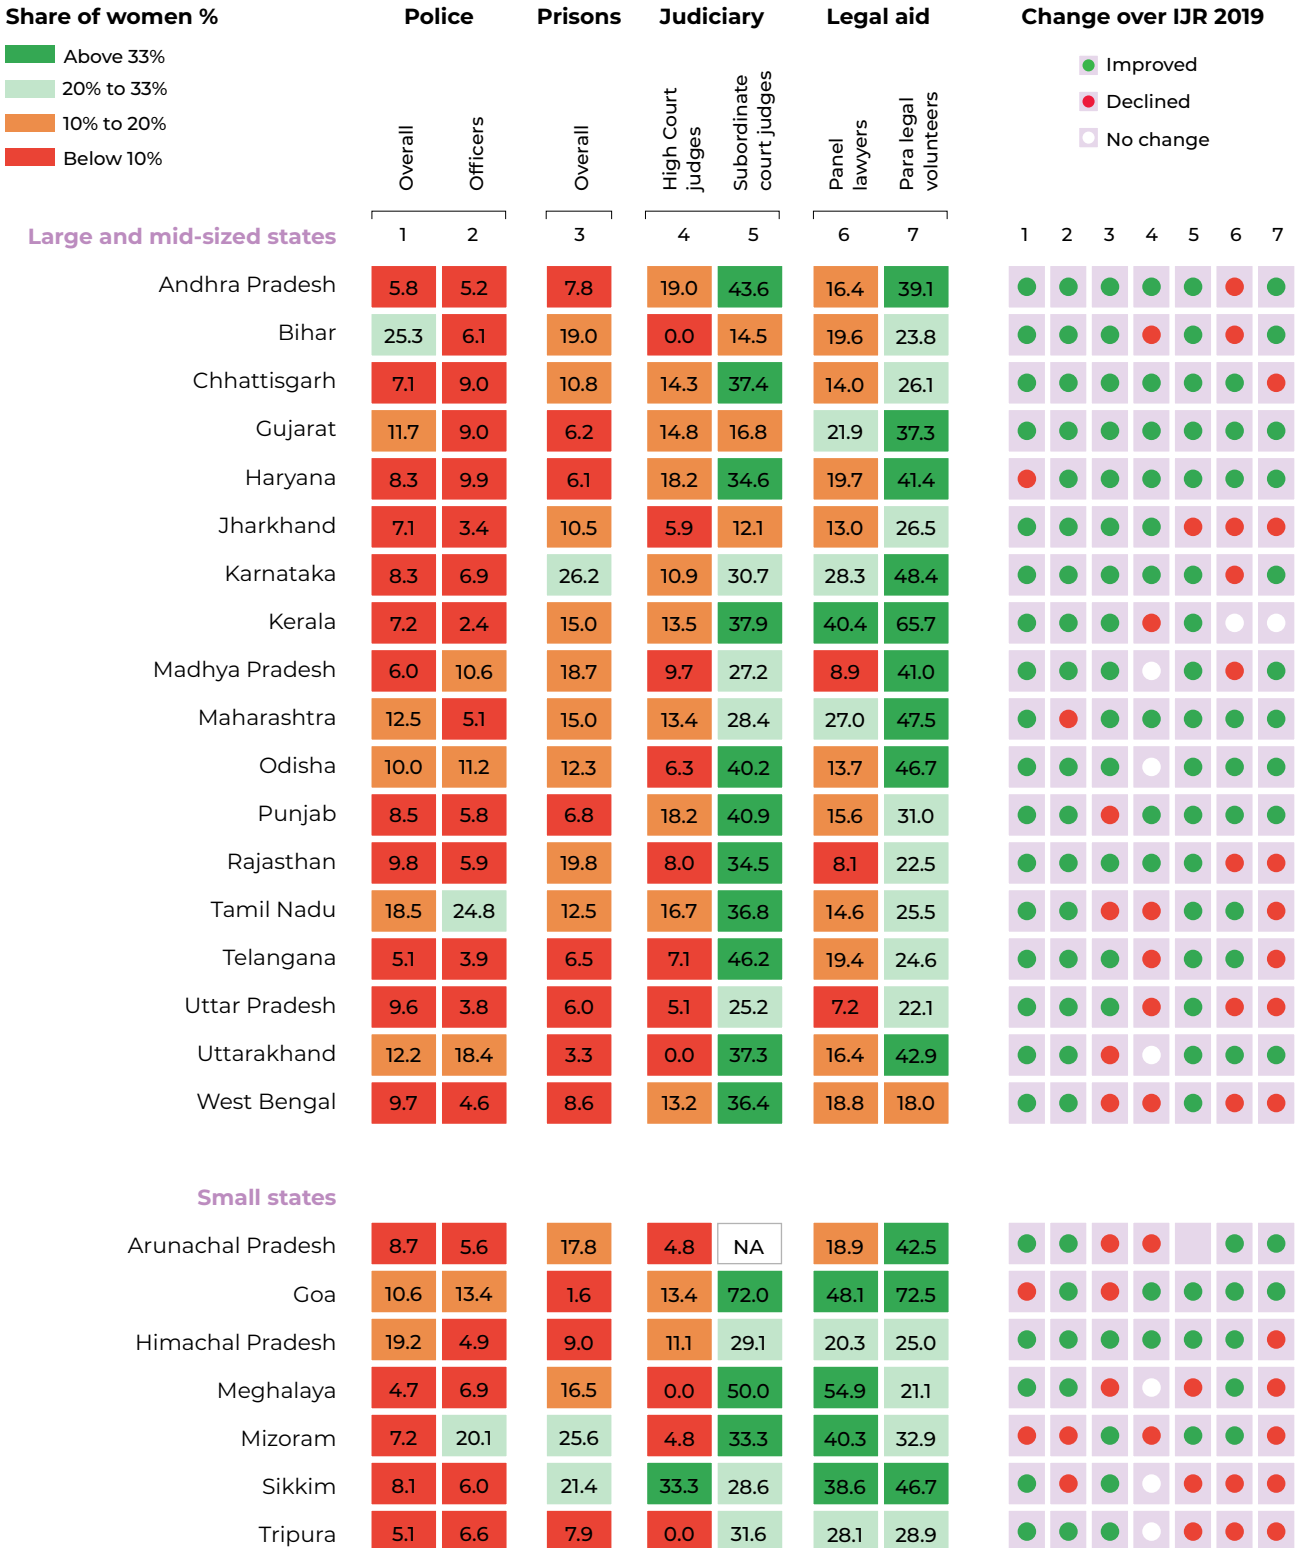 Share of women % Police Prisons Judiciary Legal aid Change over IJR 2019
Above 33%
20% to 33%
10% to 20%
Below 10%
Improved
Declined
No change
Overall
Officers
Overall
High Court judges
Subordinate court judges
Panel lawyers
Para legal volunteers
Large and mid-sized states 1 2 3 4 5 6 7 1 2 3 4 5 6 7
Andhra Pradesh 5.8 5.2 7.8 19.0 43.6 16.4 39.1
Bihar 25.3 6.1 19.0 0.0 14.5 19.6 23.8
Chhattisgarh 7.1 9.0 10.8 14.3 37.4 14.0 26.1
Gujarat 11.7 9.0 6.2 14.8 16.8 21.9 37.3
Haryana 8.3 9.9 6.1 18.2 34.6 19.7 41.4
Jharkhand 7.1 3.4 10.5 5.9 12.1 13.0 26.5
Karnataka 8.3 6.9 26.2 10.9 30.7 28.3 48.4
Kerala 7.2 2.4 15.0 13.5 37.9 40.4 65.7
Madhya Pradesh 6.0 10.6 18.7 9.7 27.2 8.9 41.0
Maharashtra 12.5 5.1 15.0 13.4 28.4 27.0 47.5
Odisha 10.0 11.2 12.3 6.3 40.2 13.7 46.7
Punjab 8.5 5.8 6.8 18.2 40.9 15.6 31.0
Rajasthan 9.8 5.9 19.8 8.0 34.5 8.1 22.5
Tamil Nadu 18.5 24.8 12.5 16.7 36.8 14.6 25.5
Telangana 5.1 3.9 6.5 7.1 46.2 19.4 24.6
Uttar Pradesh 9.6 3.8 6.0 5.1 25.2 7.2 22.1
Uttarakhand 12.2 18.4 3.3 0.0 37.3 16.4 42.9
West Bengal 9.7 4.6 8.6 13.2 36.4 18.8 18.0
Small states
Arunachal Pradesh 8.7 5.6 17.8 4.8 NA 18.9 42.5
Goa 10.6 13.4 1.6 13.4 72.0 48.1 72.5
Himachal Pradesh 19.2 4.9 9.0 11.1 29.1 20.3 25.0
Meghalaya 4.7 6.9 16.5 0.0 50.0 54.9 21.1
Mizoram 7.2 20.1 25.6 4.8 33.3 40.3 32.9
Sikkim 8.1 6.0 21.4 33.3 28.6 38.6 46.7
Tripura 5.1 6.6 7.9 0.0 31.6 28.1 28.9